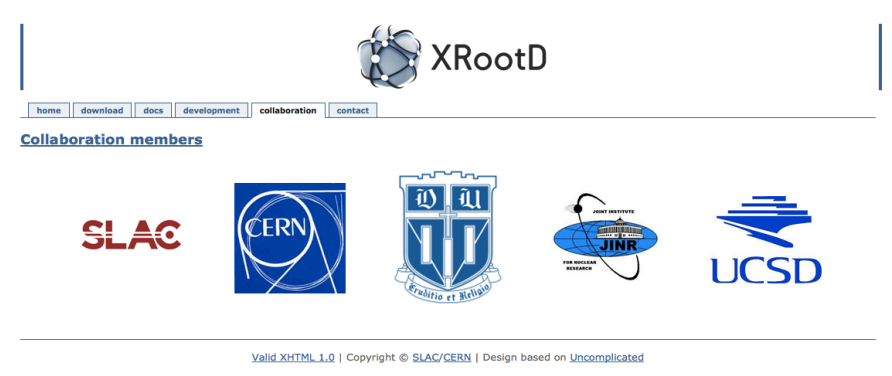 XRootD
home download docs development collaboration contact
Collaboration members
SLAC
CERN
D U
Eruditio et Religio
JOINT INSTITUTE
JINR
FOR NUCLEAR
RESEARCH
UCSD
Valid XHTML 1.0 | Copyright © SLAC/CERN | Design based on Uncomplicated